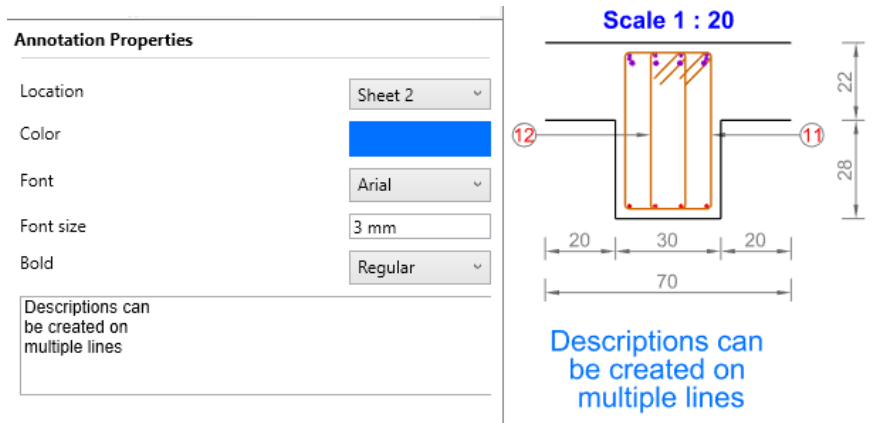 Annotation Properties
Location
Sheet 2
Color
Font
Arial
Font size
3 mm
Bold
Regular
Descriptions can
be created on
multiple lines
Scale 1 : 20
22
12
11
28
20
30
20
70
Descriptions can
be created on
multiple lines